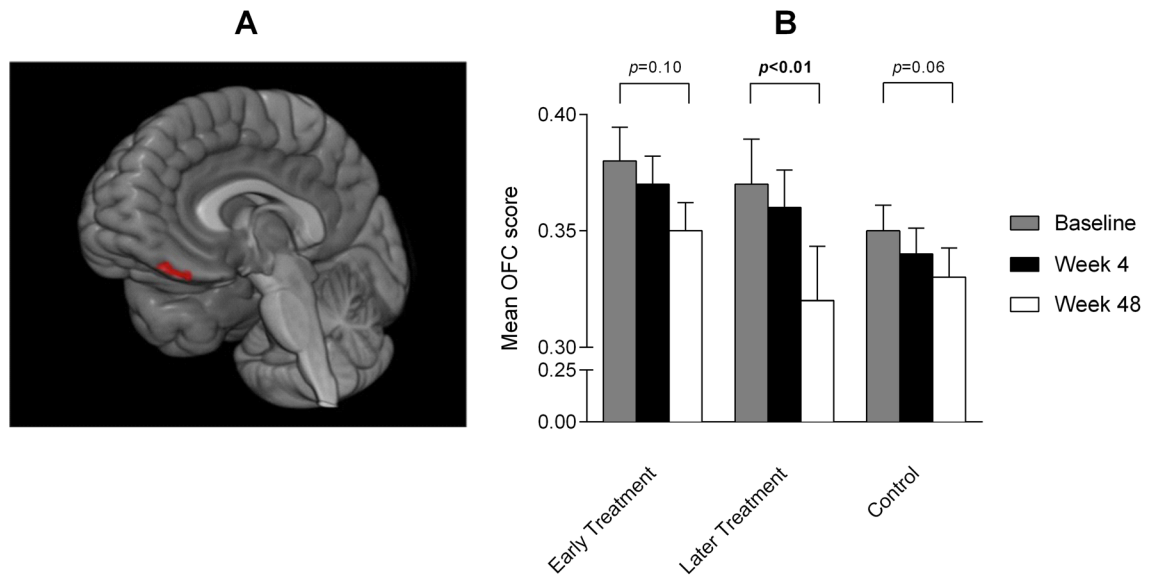 A
B
p=0.10
p<0.01
p=0.06
0.40
0.35
0.30
0.25
0.00
Mean OFC score
Early Treatment
Later Treatment
Control
Baseline
Week 4
Week 48